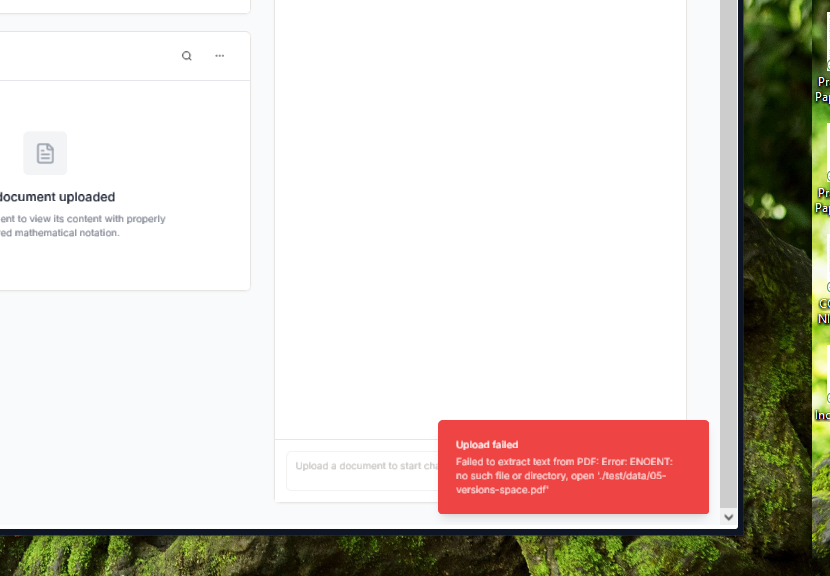 document uploaded
ent to view its content with properly
ed mathematical notation.
Upload a document to start cha
Upload failed
Failed to extract text from PDF: Error: ENOENT:
no such file or directory, open './test/data/05-
versions-space.pdf'
Pr
Pap
Pr
Pap
CO
NI
Inc